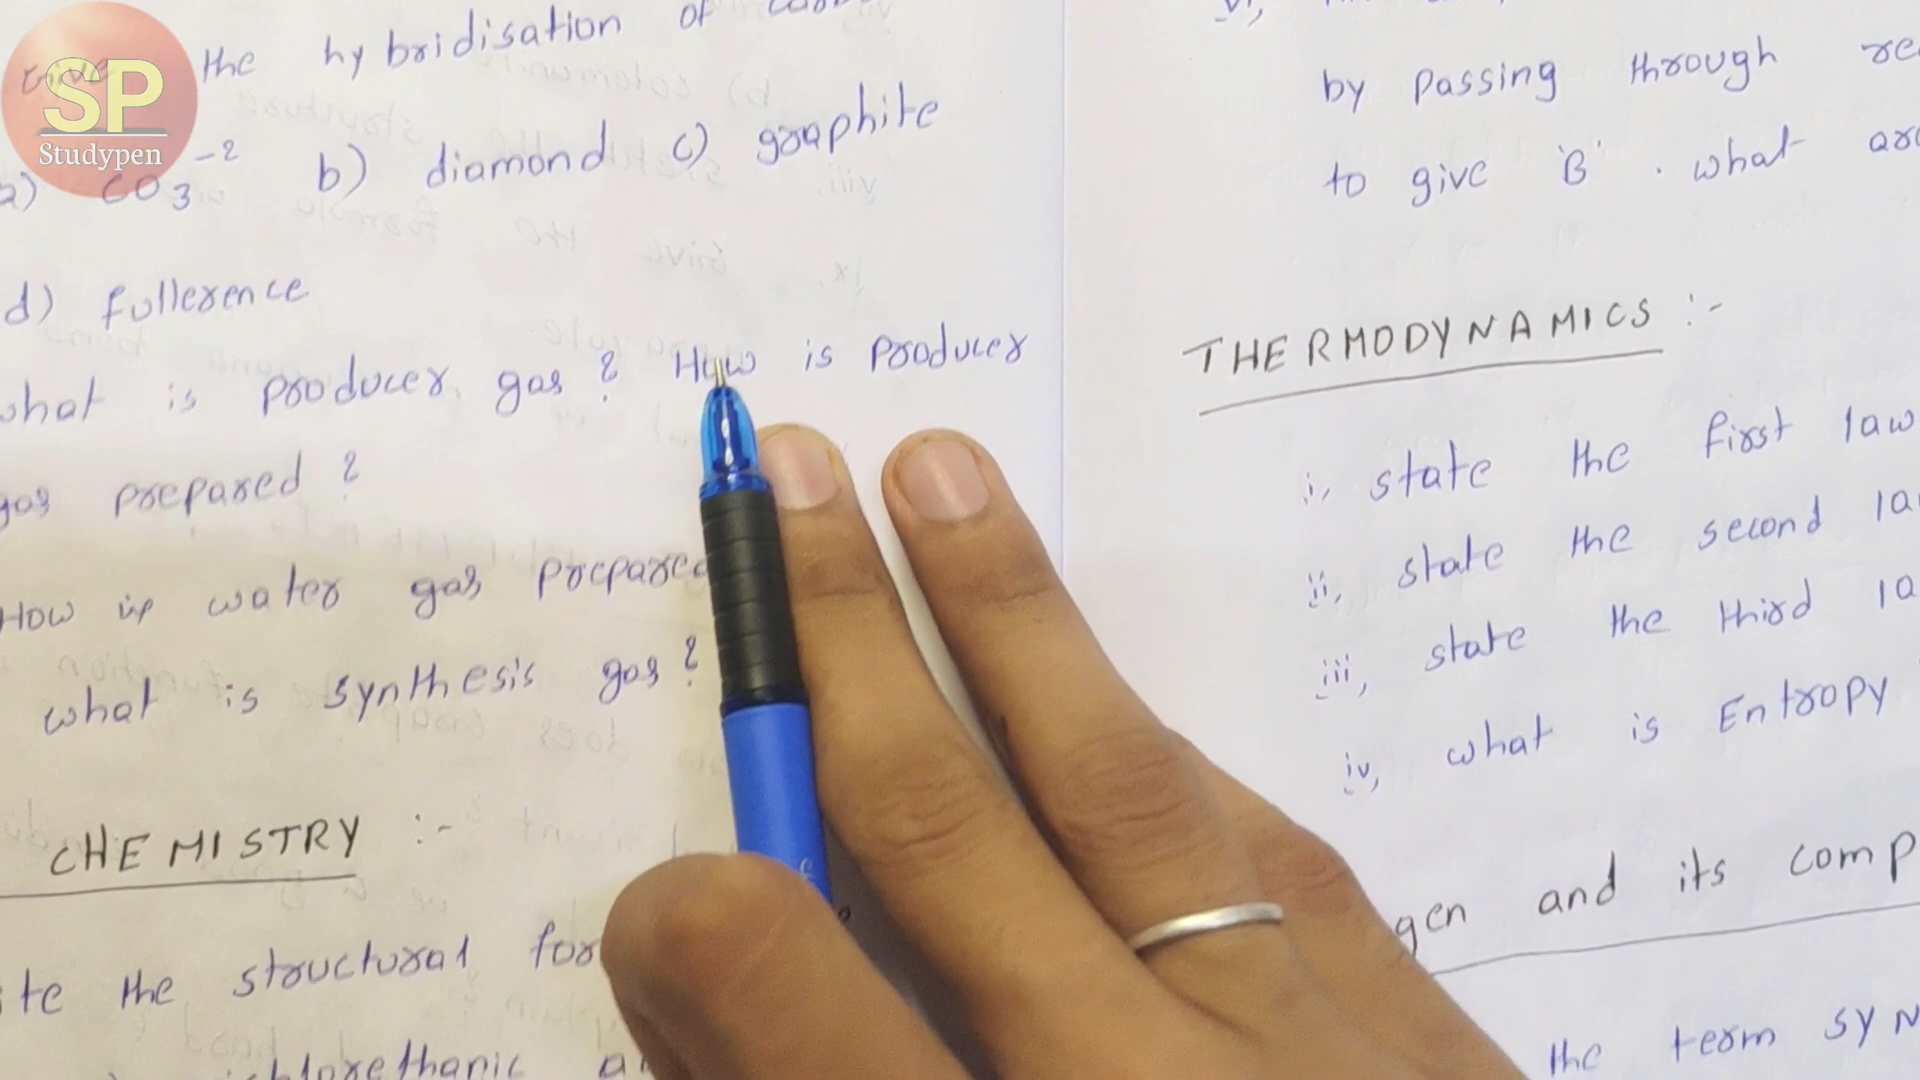 SP
Studypen
Give the hybridisation of
a) CO3-2 b) diamond c) graphite
d) fullerence
what is producer gas? How is producer
gas prepared?
How is water gas prepared
what is synthesis gas?
CHEMISTRY :-
the structural for
by passing through
to give 'B'. what
THERMODYNAMICS :-
i, state the first law
ii, state the second
iii, state the third
iv, what is Entropy
gen and its comp
the term syn